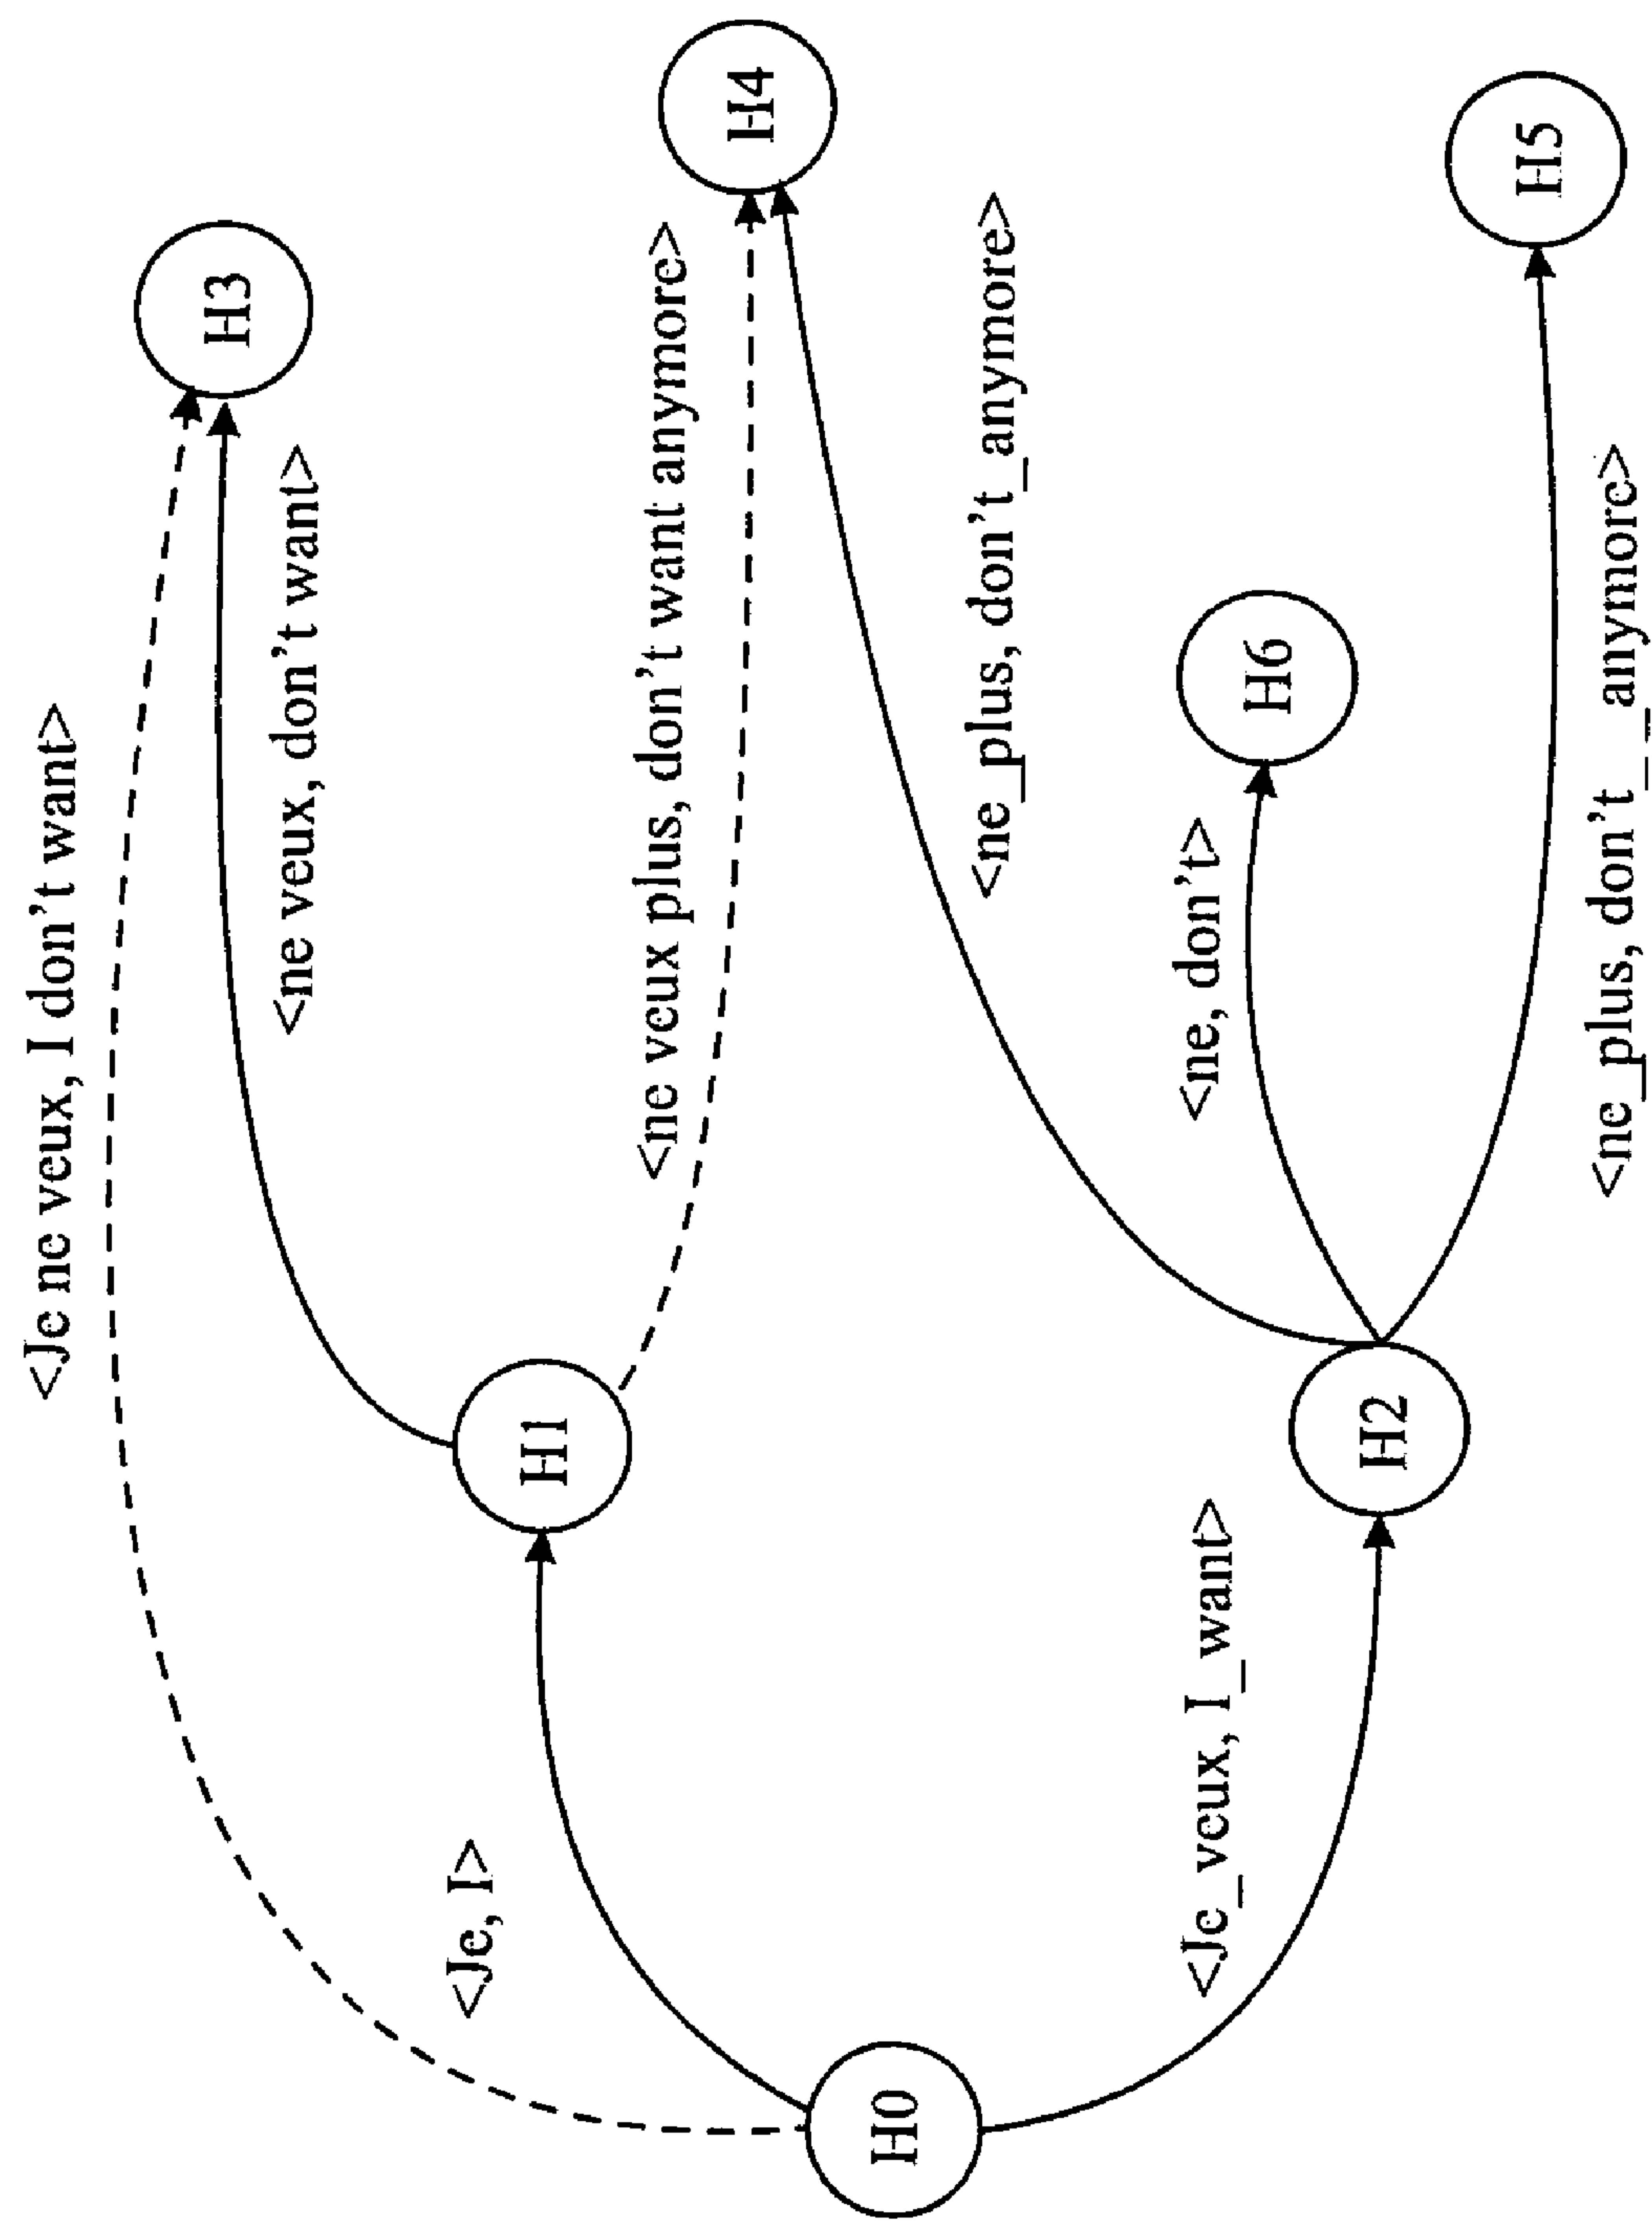 <Je ne veux, I don't want>
H3
<ne veux, don't want>
<Je, I>
H1
<ne veux plus, don't want anymore>
H4
H0
<ne_plus, don't_anymore>
<Je_veux, I_want>
<ne, don't>
H6
H2
H5
<ne_plus, don't_ _anymore>